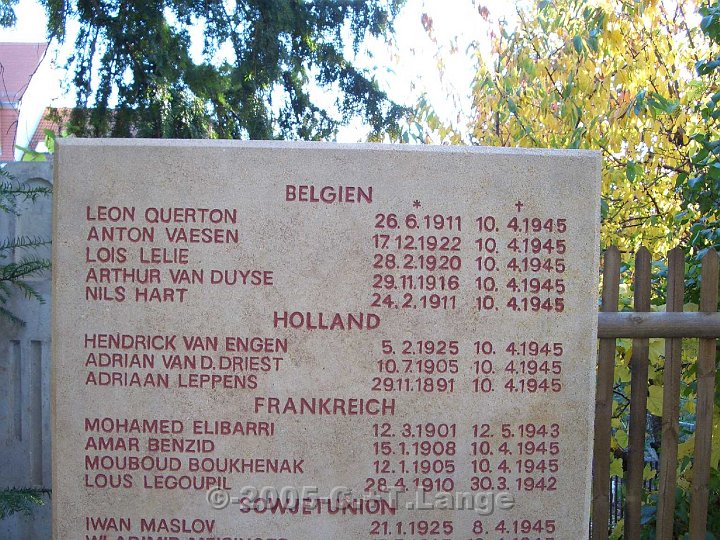 BELGIEN * †
LEON QUERTON 26.6.1911 10.4.1945
ANTON VAESEN 17.12.1922 10.4.1945
LOIS LELIE 28.2.1920 10.4.1945
ARTHUR VAN DUYSE 29.11.1916 10.4.1945
NILS HART 24.2.1911 10.4.1945
HOLLAND
HENDRICK VAN ENGEN 5.2.1925 10.4.1945
ADRIAN VAN D. DRIEST 10.7.1905 10.4.1945
ADRIAAN LEPPENS 29.11.1891 10.4.1945
FRANKREICH
MOHAMED ELIBARRI 12.3.1901 12.5.1943
AMAR BENZID 15.1.1908 10.4.1945
MOUBOUD BOUKHENAK 12.1.1905 10.4.1945
LOUS LEGOUPIL 28.4.1910 30.3.1942
SOWJETUNION
IWAN MASLOV 21.1.1925 8.4.1945
© 2005 Lange